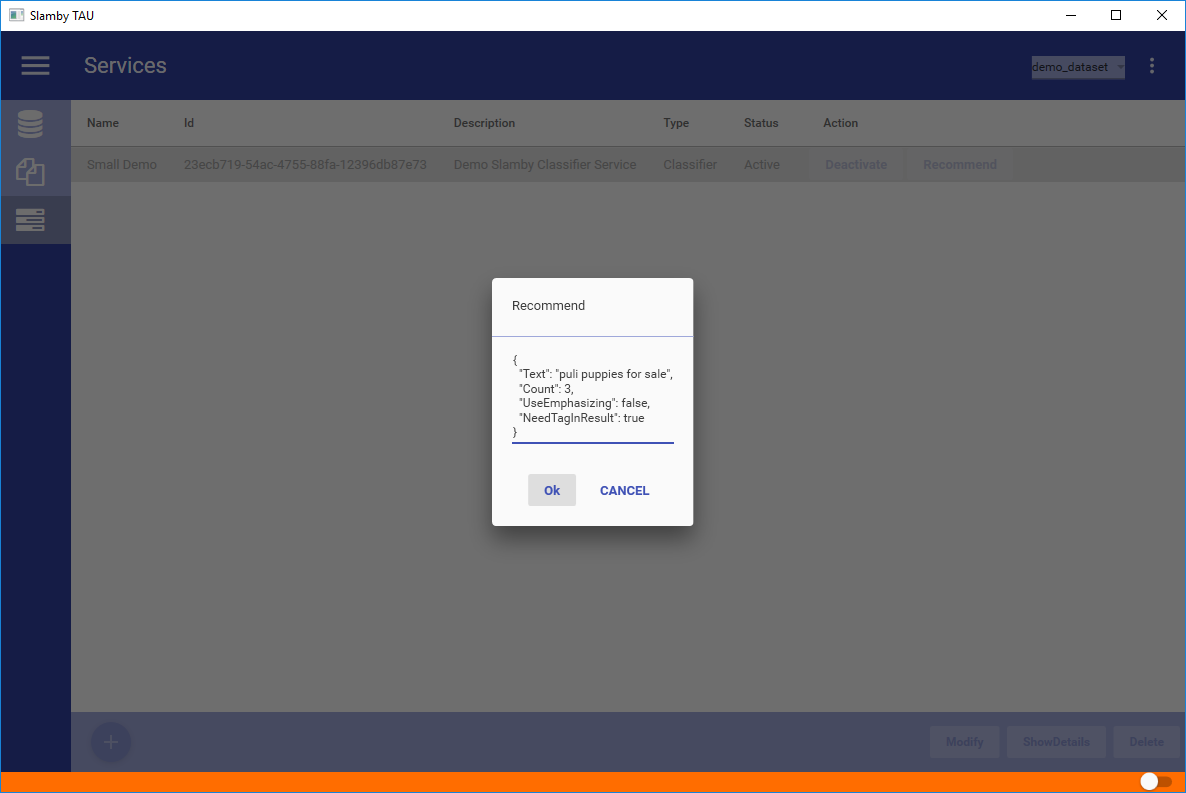 Slamby TAU
Services
demo_dataset
Name Id Description Type Status Action
Small Demo 23ecb719-54ac-4755-88fa-12396db87e73 Demo Slamby Classifier Service Classifier Active Deactivate Recommend
Recommend
{
"Text": "puli puppies for sale",
"Count": 3,
"UseEmphasizing": false,
"NeedTagInResult": true
}
Ok CANCEL
Modify ShowDetails Delete